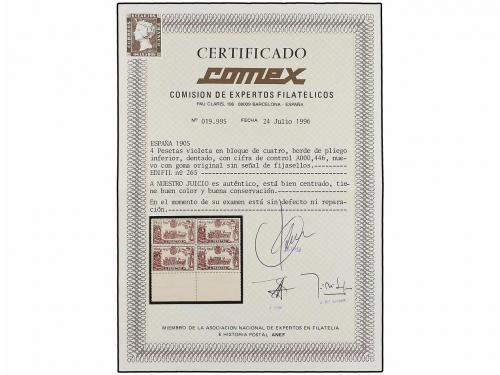 CERTIFICADO
comex
COMISION DE EXPERTOS FILATÉLICOS
PAU CLARIS, 106 08009 BARCELONA - ESPAÑA
Nº 019.995 FECHA 24 Julio 1996
ESPAÑA 1905
4 Pesetas violeta en bloque de cuatro, borde de pliego
inferior, dentado, con cifra de control A000,446, nue-
vo con goma original sin señal de fijasellos.
EDIFIL nº 265
A NUESTRO JUICIO es auténtico, está bien centrado, tie-
ne buen color y buena conservación.
En el momento de su examen está sin defecto ni repara-
ción.
MIEMBRO DE LA ASOCIACION NACIONAL DE EXPERTOS EN FILATELIA
E HISTORIA POSTAL ANEF